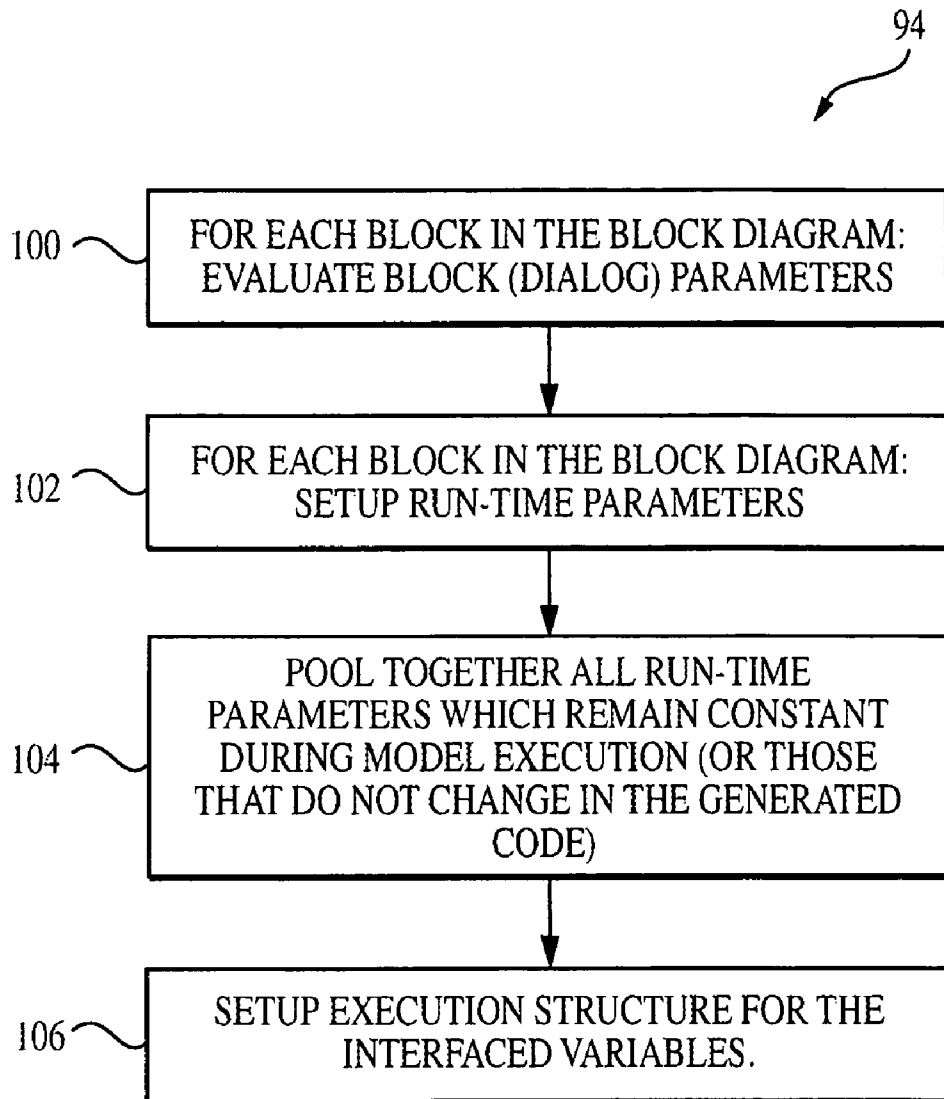 94
100
FOR EACH BLOCK IN THE BLOCK DIAGRAM:
EVALUATE BLOCK (DIALOG) PARAMETERS
102
FOR EACH BLOCK IN THE BLOCK DIAGRAM:
SETUP RUN-TIME PARAMETERS
104
POOL TOGETHER ALL RUN-TIME
PARAMETERS WHICH REMAIN CONSTANT
DURING MODEL EXECUTION (OR THOSE
THAT DO NOT CHANGE IN THE GENERATED
CODE)
106
SETUP EXECUTION STRUCTURE FOR THE
INTERFACED VARIABLES.